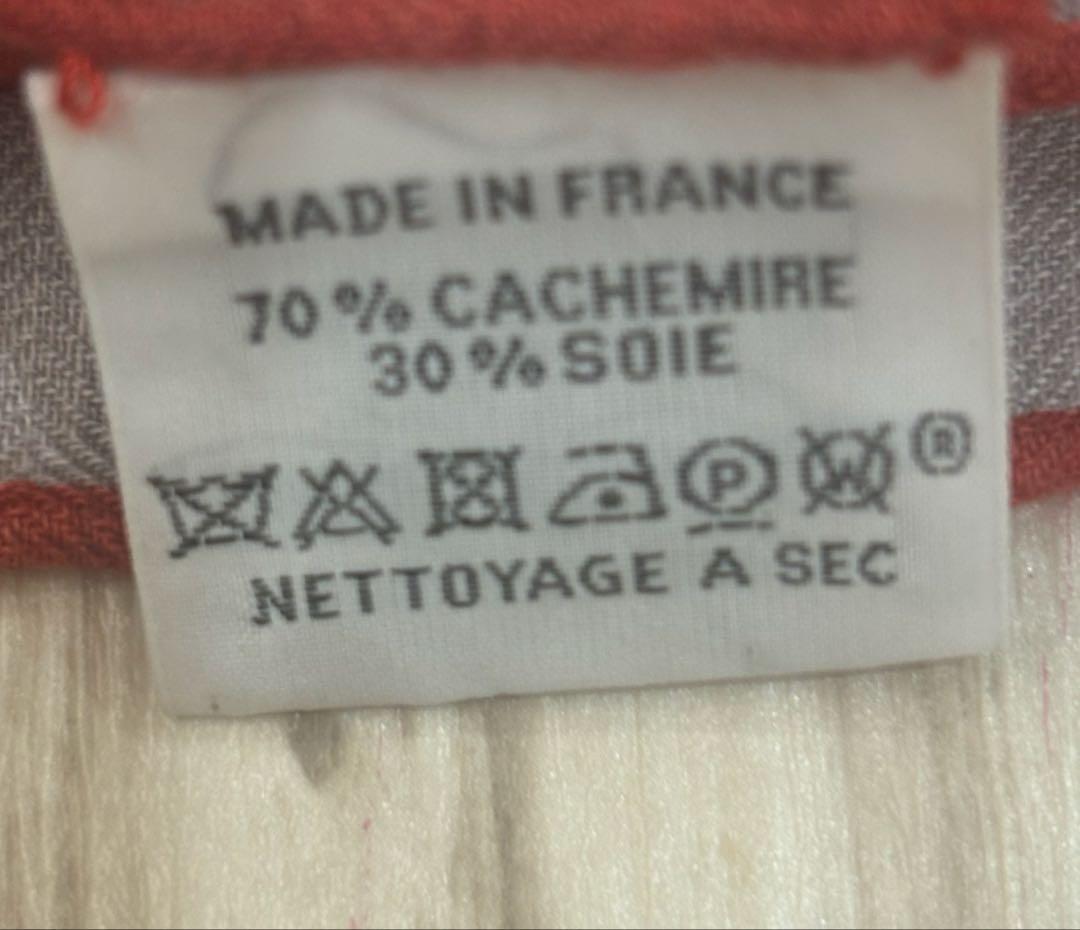 MADE IN FRANCE
70 % CACHEMIRE
30 % SOIE
P W ®
NETTOYAGE A SEC